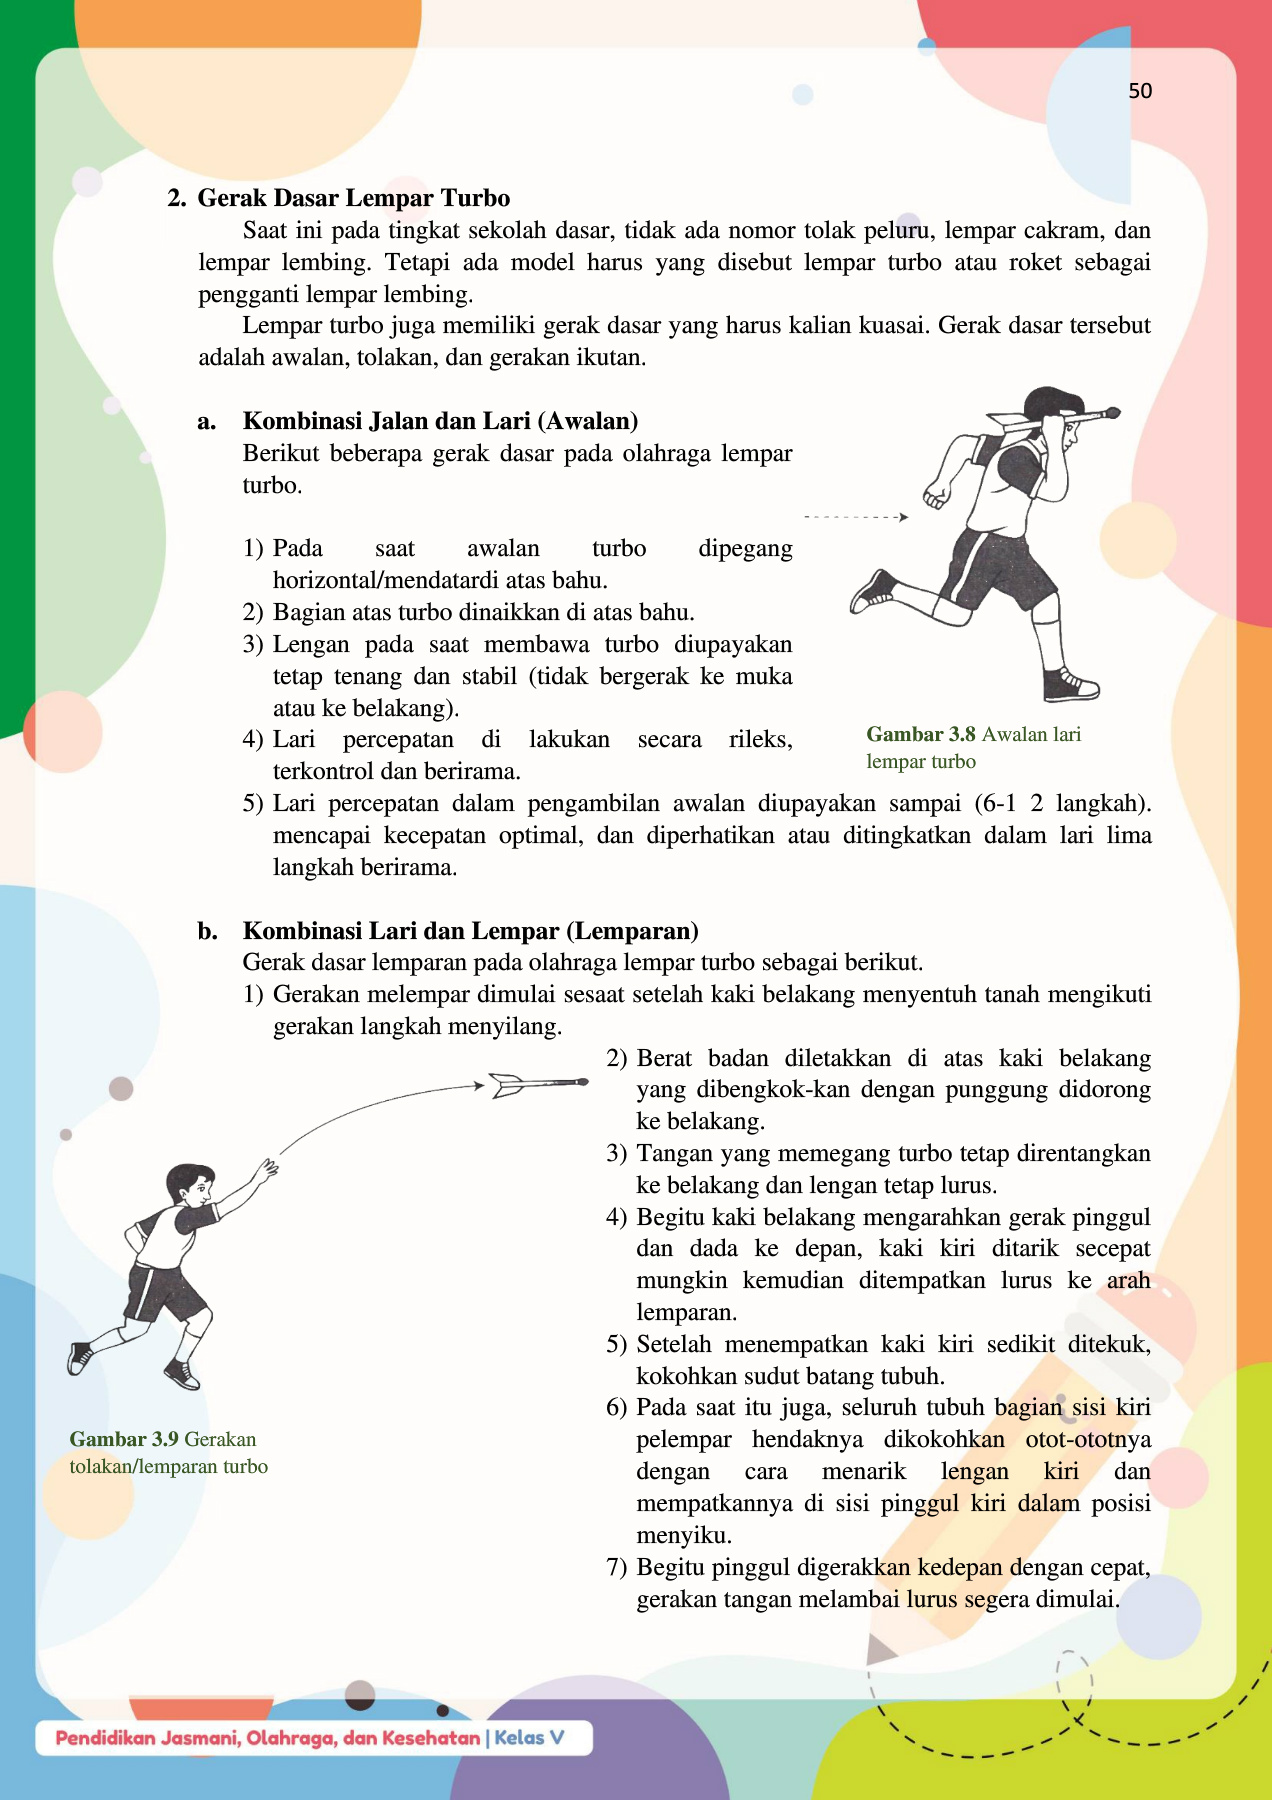 50
2. Gerak Dasar Lempar Turbo
Saat ini pada tingkat sekolah dasar, tidak ada nomor tolak peluru, lempar cakram, dan
lempar lembing. Tetapi ada model harus yang disebut lempar turbo atau roket sebagai
pengganti lempar lembing.
Lempar turbo juga memiliki gerak dasar yang harus kalian kuasai. Gerak dasar tersebut
adalah awalan, tolakan, dan gerakan ikutan.
a. Kombinasi Jalan dan Lari (Awalan)
Berikut beberapa gerak dasar pada olahraga lempar
turbo.
1) Pada saat awalan turbo dipegang
horizontal/mendatardi atas bahu.
2) Bagian atas turbo dinaikkan di atas bahu.
3) Lengan pada saat membawa turbo diupayakan
tetap tenang dan stabil (tidak bergerak ke muka
atau ke belakang).
4) Lari percepatan di lakukan secara rileks,
terkontrol dan berirama.
Gambar 3.8 Awalan lari
lempar turbo
5) Lari percepatan dalam pengambilan awalan diupayakan sampai (6-1 2 langkah).
mencapai kecepatan optimal, dan diperhatikan atau ditingkatkan dalam lari lima
langkah berirama.
b. Kombinasi Lari dan Lempar (Lemparan)
Gerak dasar lemparan pada olahraga lempar turbo sebagai berikut.
1) Gerakan melempar dimulai sesaat setelah kaki belakang menyentuh tanah mengikuti
gerakan langkah menyilang.
2) Berat badan diletakkan di atas kaki belakang
yang dibengkok-kan dengan punggung didorong
ke belakang.
3) Tangan yang memegang turbo tetap direntangkan
ke belakang dan lengan tetap lurus.
4) Begitu kaki belakang mengarahkan gerak pinggul
dan dada ke depan, kaki kiri ditarik secepat
mungkin kemudian ditempatkan lurus ke arah
lemparan.
5) Setelah menempatkan kaki kiri sedikit ditekuk,
kokohkan sudut batang tubuh.
6) Pada saat itu juga, seluruh tubuh bagian sisi kiri
pelempar hendaknya dikokohkan otot-ototnya
dengan cara menarik lengan kiri dan
mempatkannya di sisi pinggul kiri dalam posisi
menyiku.
7) Begitu pinggul digerakkan kedepan dengan cepat,
gerakan tangan melambai lurus segera dimulai.
Gambar 3.9 Gerakan
tolakan/lemparan turbo
Pendidikan Jasmani, Olahraga, dan Kesehatan | Kelas V